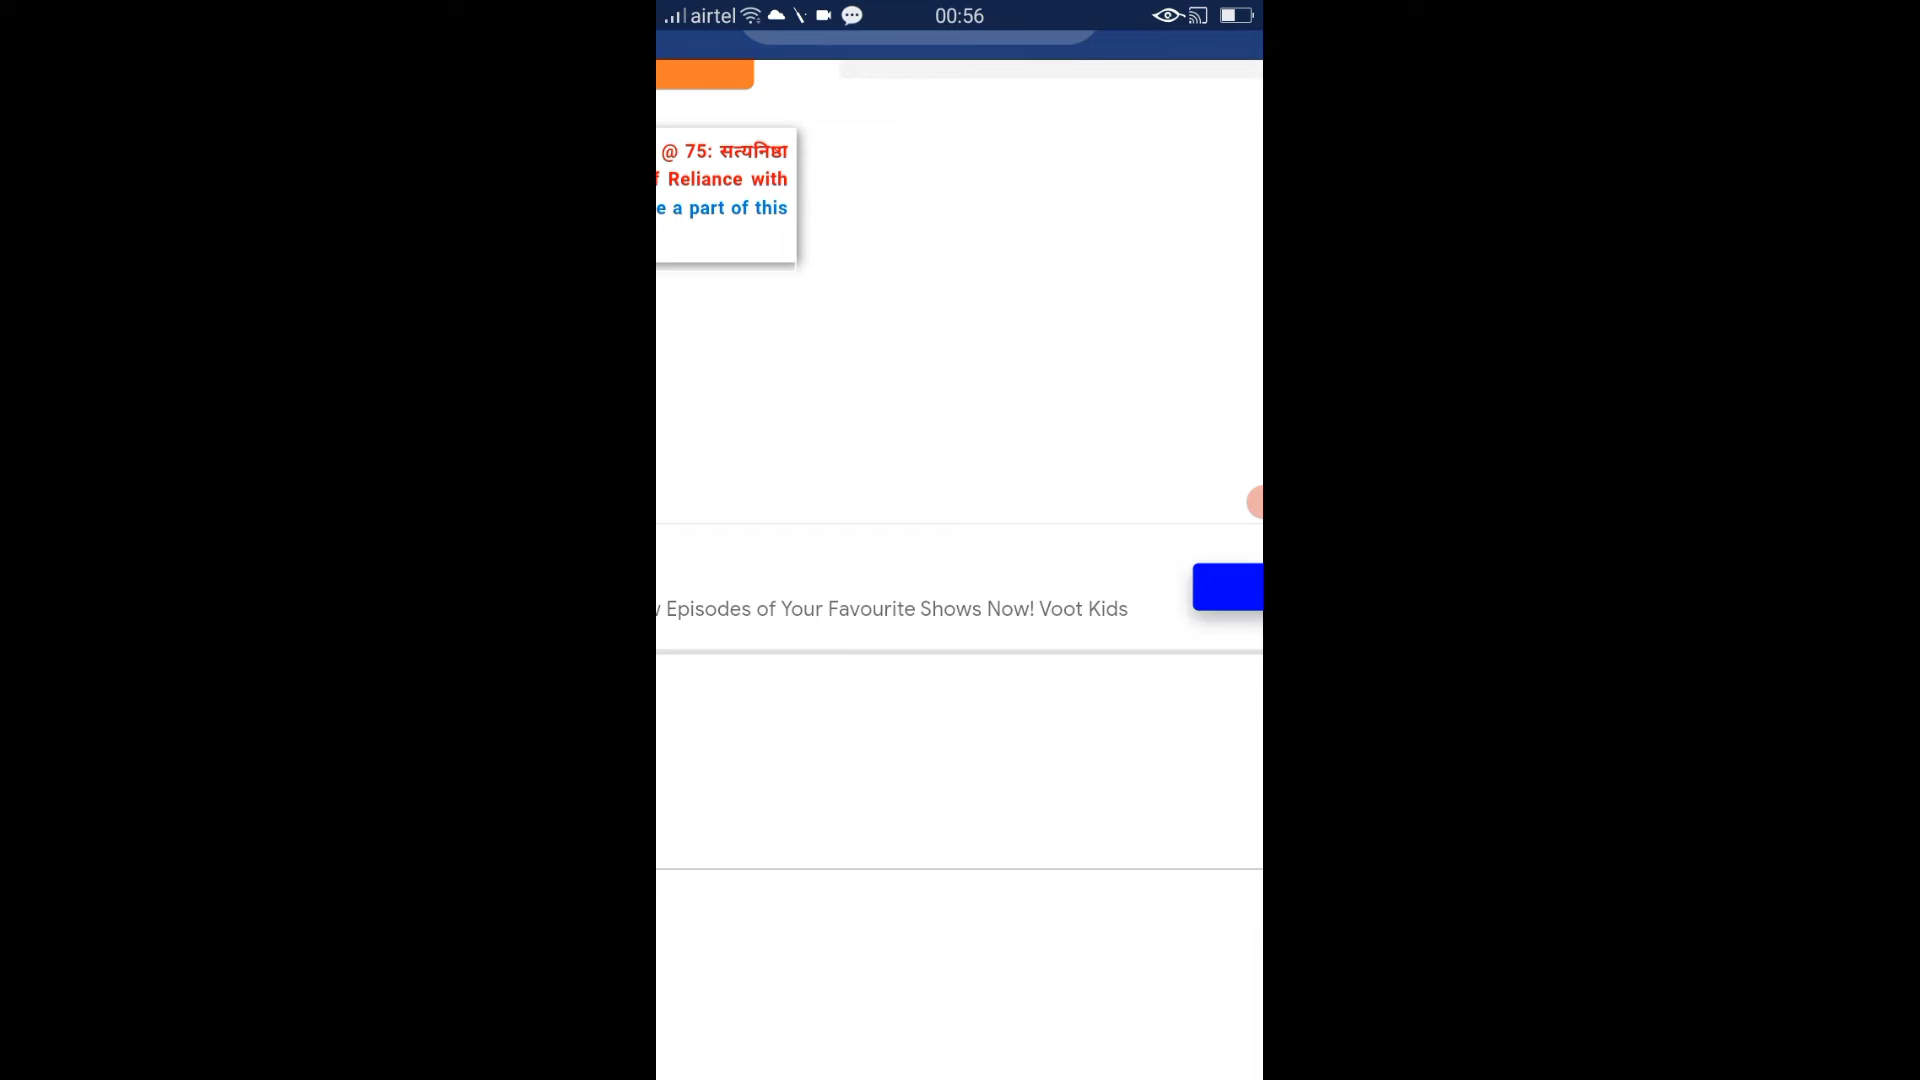 airtel 00:56
@ 75: सत्यनिष्ठा
f Reliance with
e a part of this
Episodes of Your Favourite Shows Now! Voot Kids